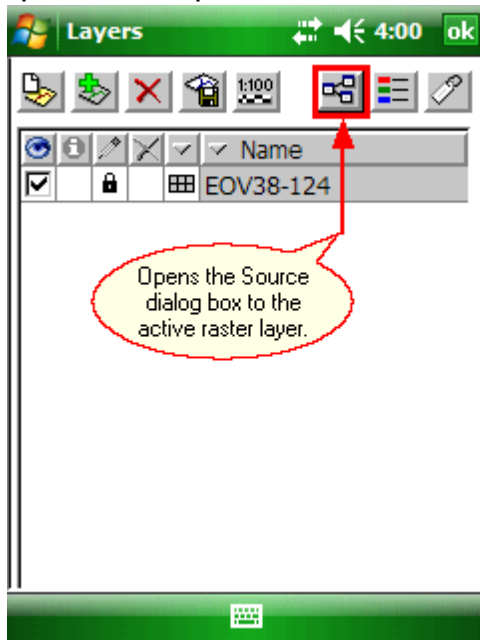 Layers 4:00 ok
1:100
Name
EOV38-124
Opens the Source
dialog box to the
active raster layer.